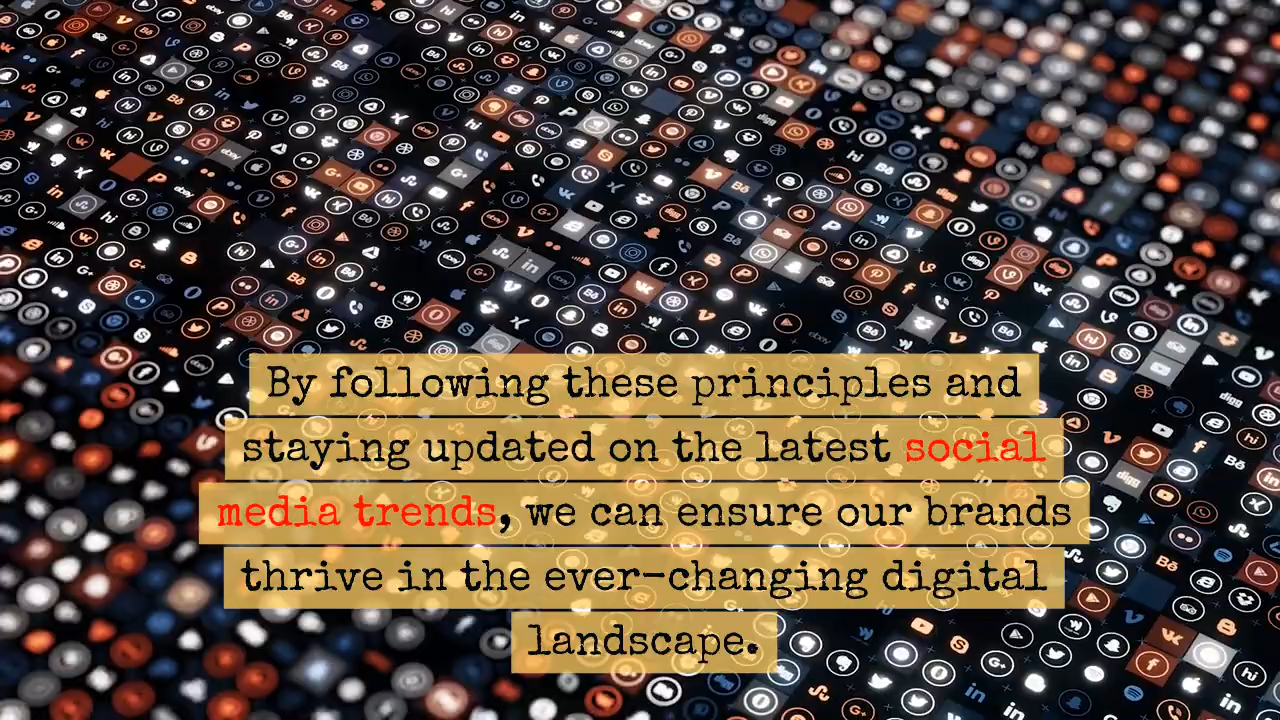 By following these principles and
staying updated on the latest social
media trends, we can ensure our brands
thrive in the ever-changing digital
landscape.